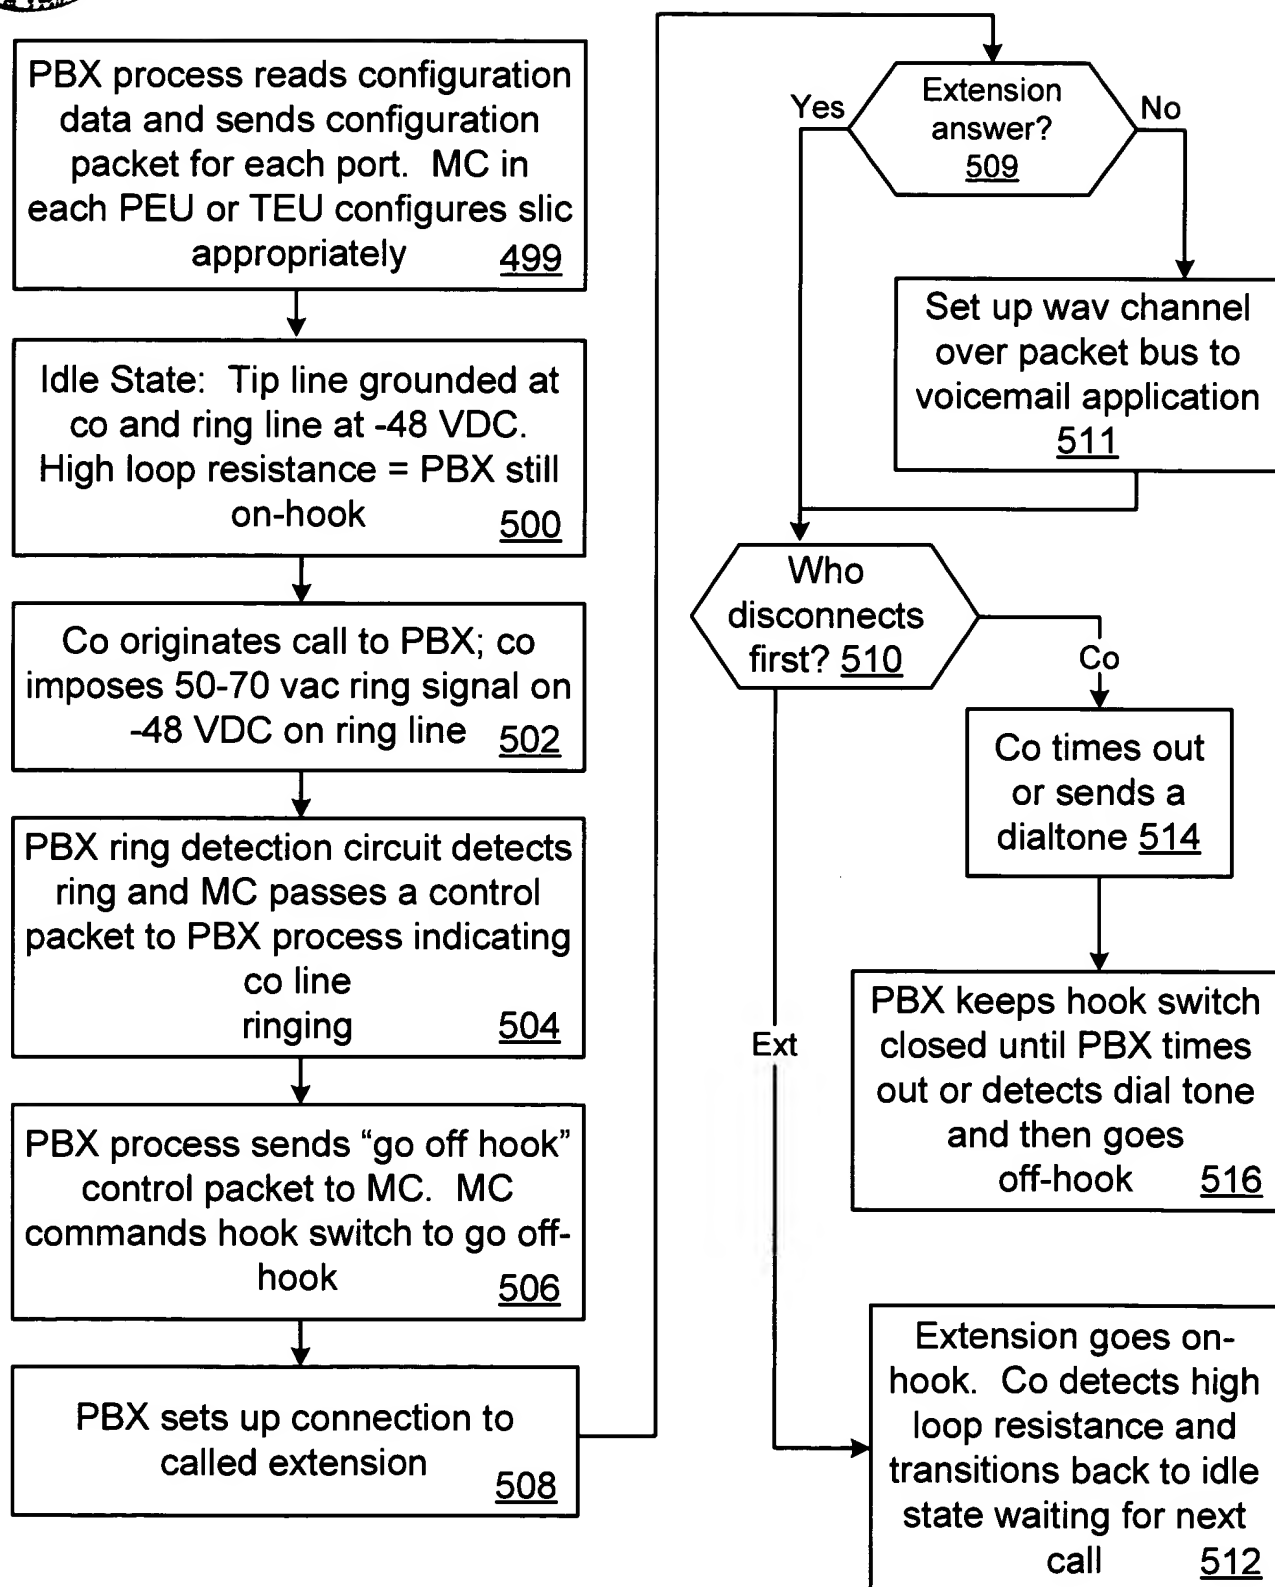 PBX process reads configuration
data and sends configuration
packet for each port.  MC in
each PEU or TEU configures slic
appropriately 499
Idle State:  Tip line grounded at
co and ring line at -48 VDC.
High loop resistance = PBX still
on-hook 500
Co originates call to PBX; co
imposes 50-70 vac ring signal on
-48 VDC on ring line 502
PBX ring detection circuit detects
ring and MC passes a control
packet to PBX process indicating
co line
ringing 504
PBX process sends “go off hook”
control packet to MC.  MC
commands hook switch to go off-
hook 506
PBX sets up connection to
called extension 508
Extension
answer?
509
Yes
No
Set up wav channel
over packet bus to
voicemail application
511
Who
disconnects
first? 510
Co
Co times out
or sends a
dialtone 514
PBX keeps hook switch
closed until PBX times
out or detects dial tone
and then goes
off-hook 516
Ext
Extension goes on-
hook.  Co detects high
loop resistance and
transitions back to idle
state waiting for next
call 512